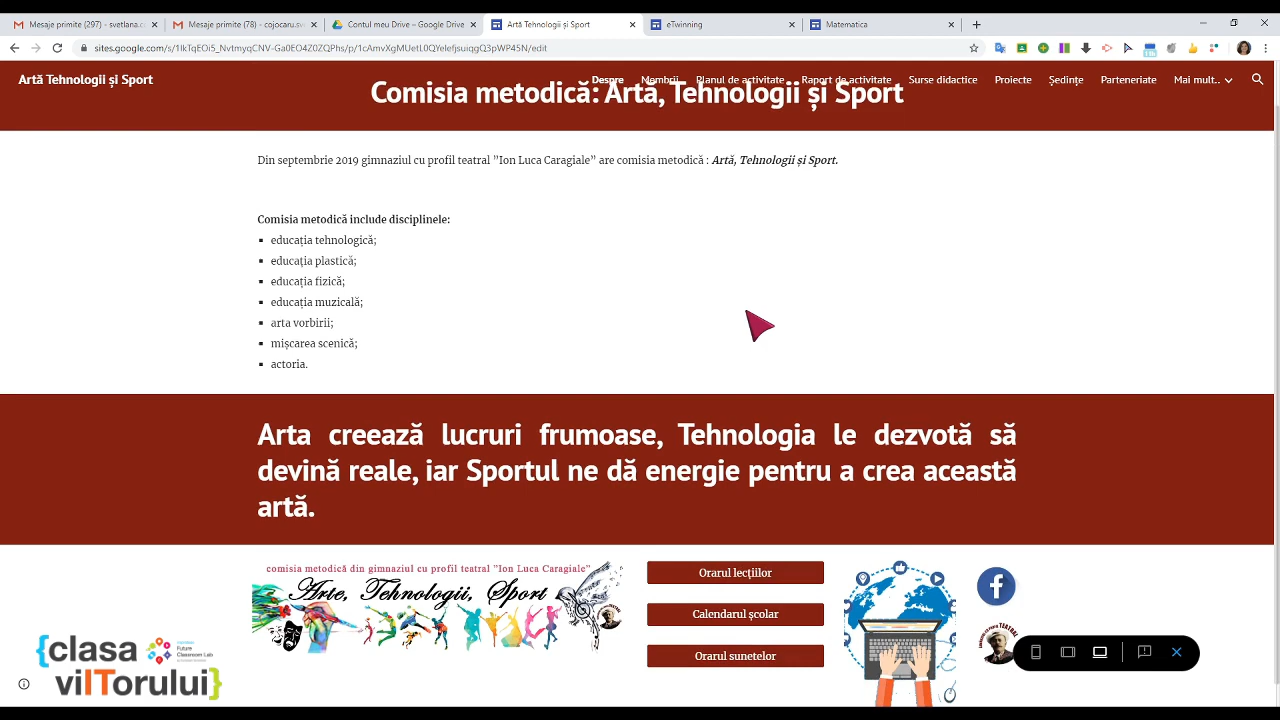 Mesaje primite (297) - svetlana.c
Mesaje primite (78) - cojocaru.sv
Contul meu Drive – Google Drive
Artă Tehnologii și Sport
eTwinning
Matematica
sites.google.com/s/1IkTqEOi5_NvtmyqCNV-Ga0EO4Z0ZQPhs/p/1cAmvXgMUetL0QYelefjsuiqgQ3pWP45N/edit
Artă Tehnologii și Sport
Despre
Membrii
Planul de activitate
Raport de activitate
Surse didactice
Proiecte
Ședințe
Parteneriate
Mai mult..
Comisia metodică: Artă, Tehnologii și Sport
Din septembrie 2019 gimnaziul cu profil teatral ”Ion Luca Caragiale” are comisia metodică : Artă, Tehnologii și Sport.
Comisia metodică include disciplinele:
educația tehnologică;
educația plastică;
educația fizică;
educația muzicală;
arta vorbirii;
mișcarea scenică;
actoria.
Arta creează lucruri frumoase, Tehnologia le dezvotă să
devină reale, iar Sportul ne dă energie pentru a crea această
artă.
comisia metodică din gimnaziul cu profil teatral ”Ion Luca Caragiale”
Arte, Tehnologii, Sport
Orarul lecțiilor
Calendarul școlar
Orarul sunetelor
{clasa
viITorului}
Future
Classroom Lab